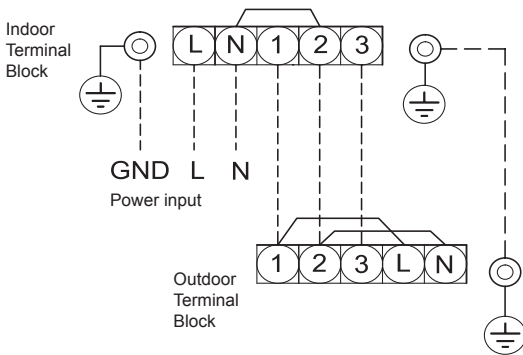 Indoor
Terminal
Block
L N 1 2 3
GND L N
Power input
1 2 3 L N
Outdoor
Terminal
Block